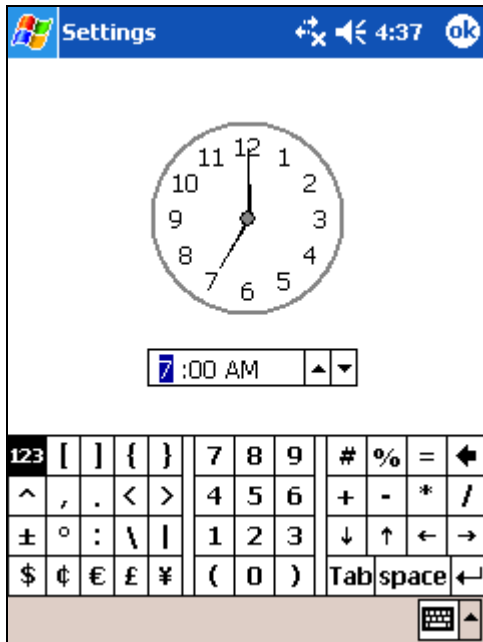 Settings 4:37 ok
12
11 1
10 2
9 3
8 4
7 5
6
7 :00 AM
123 [ ] { } 7 8 9 # % = ←
^ , . < > 4 5 6 + - * /
± ° : \ | 1 2 3 ↓ ↑ ← →
$ ¢ € £ ¥ ( 0 ) Tab space ↵